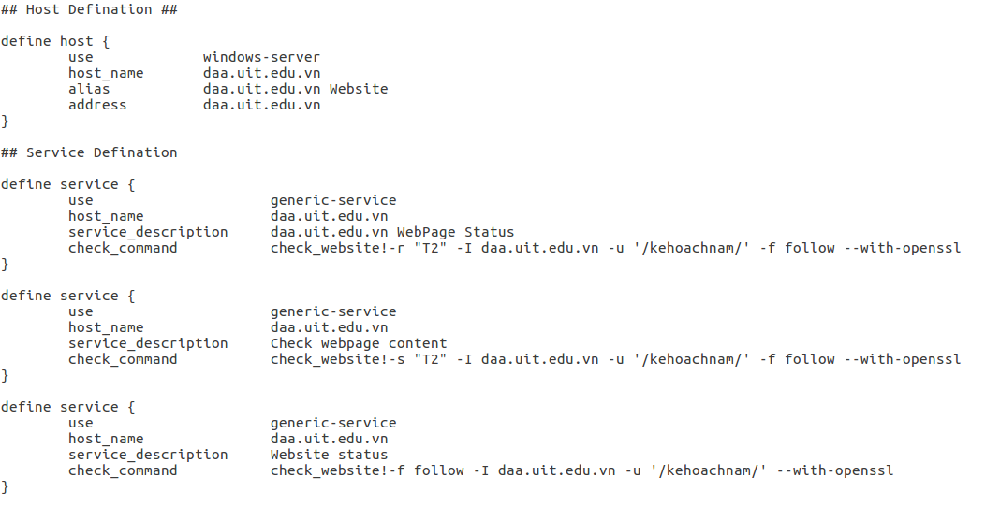 ## Host Defination ##
define host {
use windows-server
host_name daa.uit.edu.vn
alias daa.uit.edu.vn Website
address daa.uit.edu.vn
}
## Service Defination
define service {
use generic-service
host_name daa.uit.edu.vn
service_description daa.uit.edu.vn WebPage Status
check_command check_website!-r "T2" -I daa.uit.edu.vn -u '/kehoachnam/' -f follow --with-openssl
}
define service {
use generic-service
host_name daa.uit.edu.vn
service_description Check webpage content
check_command check_website!-s "T2" -I daa.uit.edu.vn -u '/kehoachnam/' -f follow --with-openssl
}
define service {
use generic-service
host_name daa.uit.edu.vn
service_description Website status
check_command check_website!-f follow -I daa.uit.edu.vn -u '/kehoachnam/' --with-openssl
}